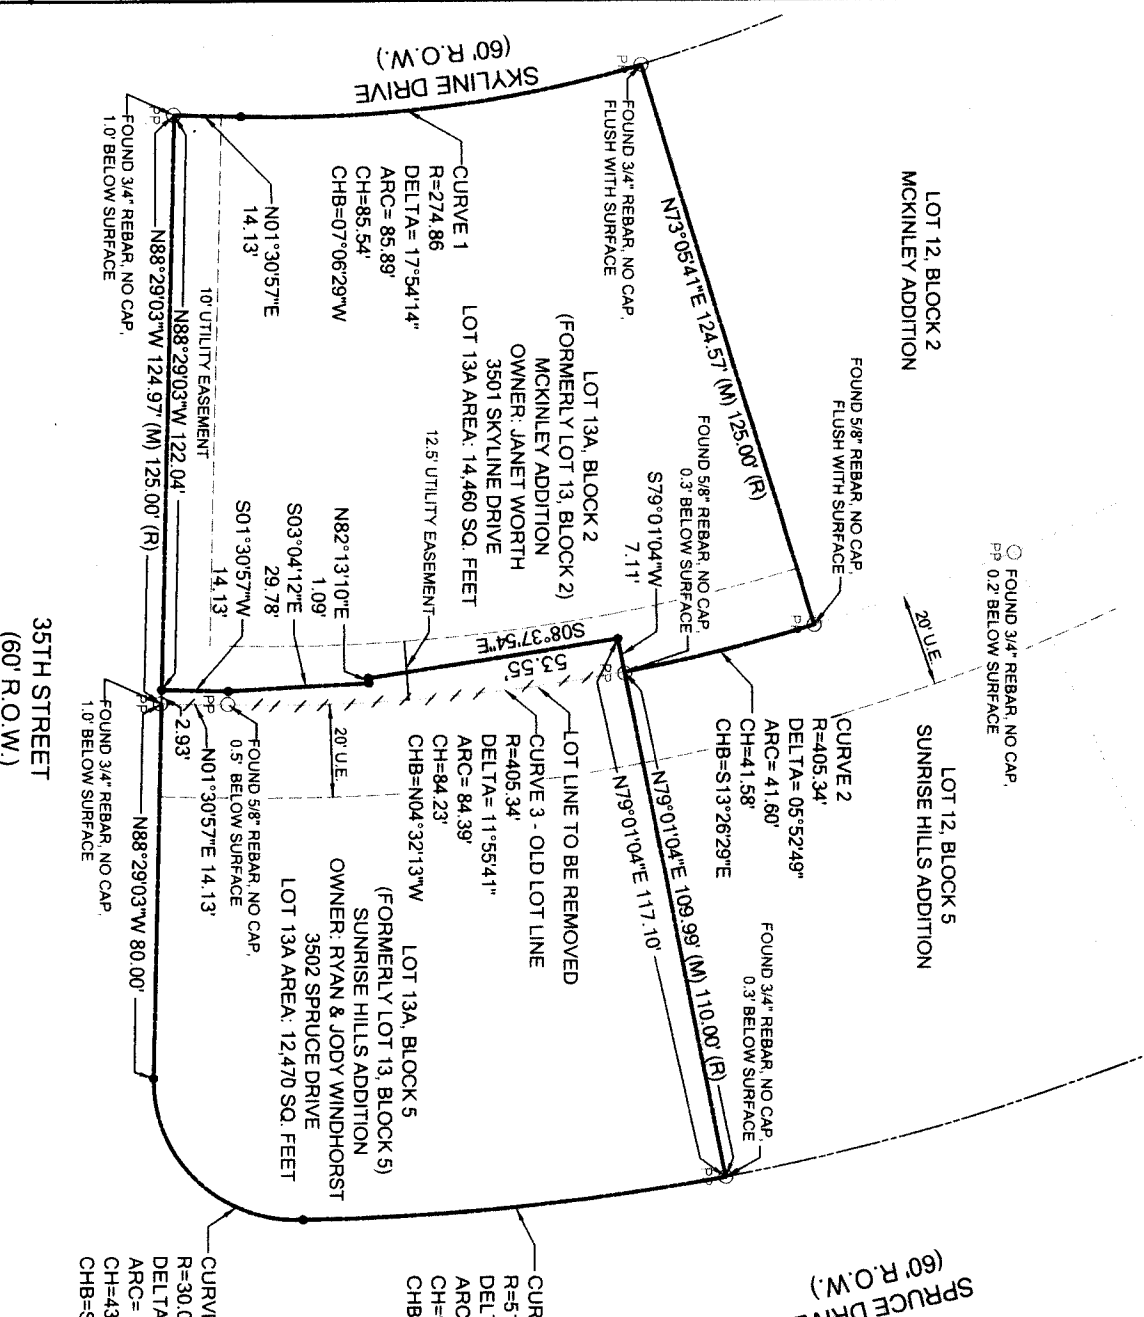 LOT 12, BLOCK 2
MCKINLEY ADDITION
FOUND 3/4" REBAR, NO CAP,
0.2' BELOW SURFACE
PP
20' U.E.
LOT 12, BLOCK 5
SUNRISE HILLS ADDITION
SPRUCE DRIVE
(60' R.O.W.)
FOUND 5/8" REBAR, NO CAP,
FLUSH WITH SURFACE
N73°05'41"E 124.57' (M) 125.00' (R)
FOUND 5/8" REBAR, NO CAP,
0.3' BELOW SURFACE
S79°01'04"W
7.11'
CURVE 2
R=405.34'
DELTA= 05°52'49"
ARC= 41.60'
CH=41.58'
CHB=S13°26'29"E
FOUND 3/4" REBAR, NO CAP,
0.3' BELOW SURFACE
N79°01'04"E 109.99' (M) 110.00' (R)
N79°01'04"E 117.10'
FOUND 3/4" REBAR, NO CAP,
FLUSH WITH SURFACE
SKYLINE DRIVE
(60' R.O.W.)
LOT 13A, BLOCK 2
(FORMERLY LOT 13, BLOCK 2)
MCKINLEY ADDITION
OWNER: JANET WORTH
3501 SKYLINE DRIVE
LOT 13A AREA: 14,460 SQ. FEET
S08°37'54"E
53.55'
LOT LINE TO BE REMOVED
CURVE 3 - OLD LOT LINE
R=405.34'
DELTA= 11°55'41"
ARC= 84.39'
CH=84.23'
CHB=N04°32'13"W
CURVE 1
R=274.86
DELTA= 17°54'14"
ARC= 85.89'
CH=85.54'
CHB=07°06'29"W
12.5' UTILITY EASEMENT
N82°13'10"E
1.09'
S03°04'12"E
29.78'
S01°30'57"W
14.13'
20' U.E.
LOT 13A, BLOCK 5
(FORMERLY LOT 13, BLOCK 5)
SUNRISE HILLS ADDITION
OWNER: RYAN & JODY WINDHORST
3502 SPRUCE DRIVE
LOT 13A AREA: 12,470 SQ. FEET
N01°30'57"E
14.13'
10' UTILITY EASEMENT
N88°29'03"W 122.04'
N88°29'03"W 124.97' (M) 125.00' (R)
FOUND 3/4" REBAR, NO CAP,
1.0' BELOW SURFACE
FOUND 5/8" REBAR, NO CAP,
0.5' BELOW SURFACE
N01°30'57"E 14.13'
2.93'
N88°29'03"W 80.00'
FOUND 3/4" REBAR, NO CAP,
1.0' BELOW SURFACE
35TH STREET
(60' R.O.W.)